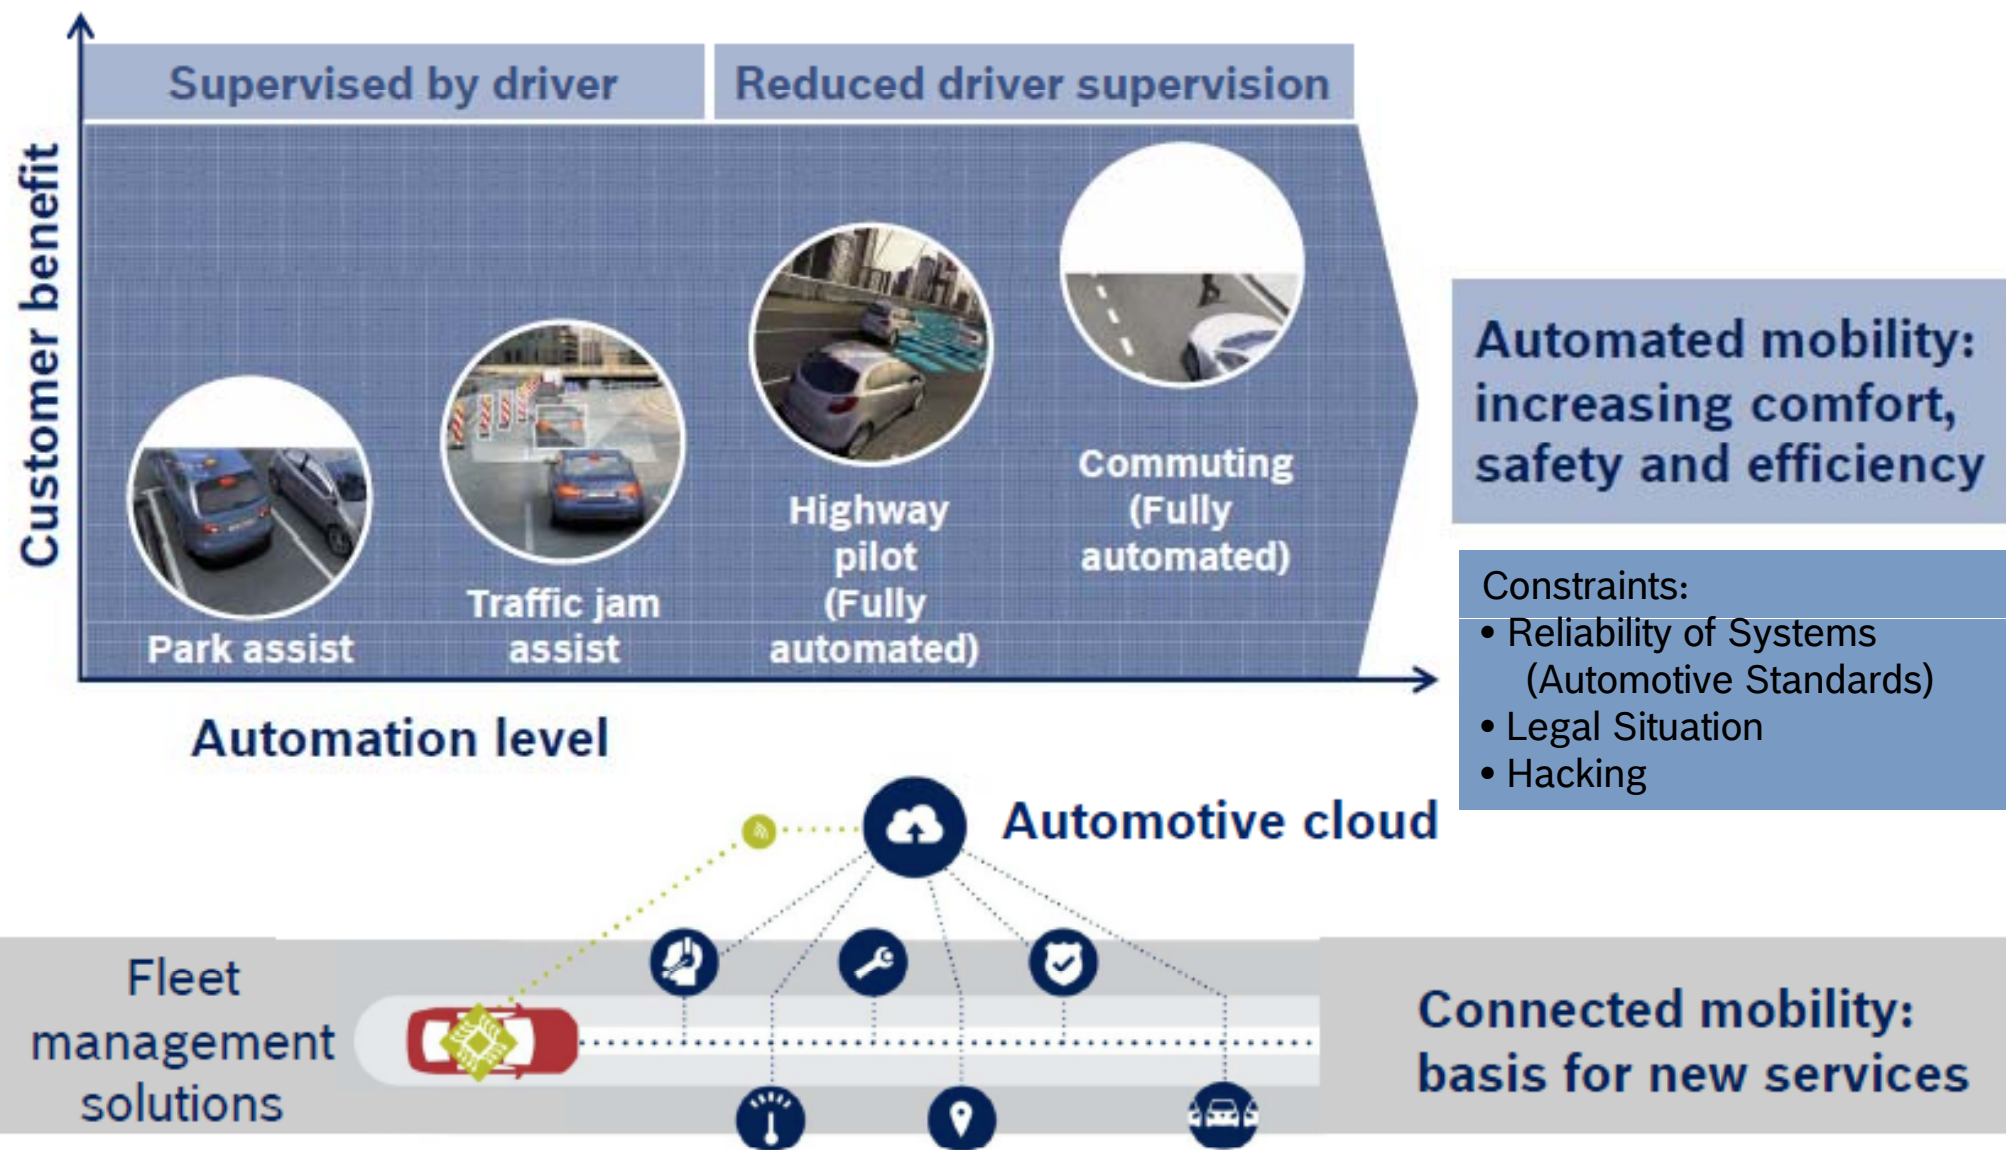 Supervised by driver
Reduced driver supervision
Customer benefit
Park assist
Traffic jam
assist
Highway
pilot
(Fully
automated)
Commuting
(Fully
automated)
Automation level
Automated mobility:
increasing comfort,
safety and efficiency
Constraints:
• Reliability of Systems
(Automotive Standards)
• Legal Situation
• Hacking
Automotive cloud
Fleet
management
solutions
Connected mobility:
basis for new services